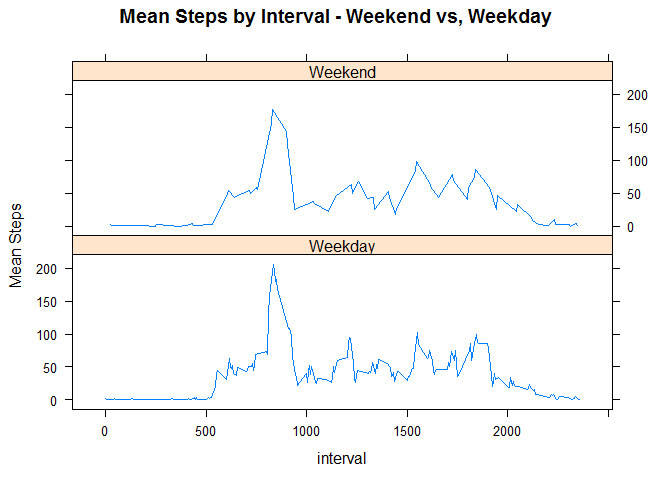 Mean Steps by Interval - Weekend vs, Weekday
Weekend
200
150
100
50
0
Weekday
200
150
100
50
0
Mean Steps
0 500 1000 1500 2000
interval